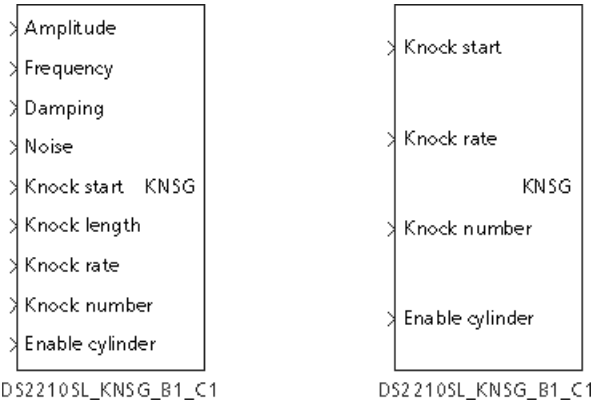 Amplitude
Frequency
Damping
Noise
Knock start KNSG
Knock length
Knock rate
Knock number
Enable cylinder
DS2210SL_KNSG_B1_C1
Knock start
Knock rate
KNSG
Knock number
Enable cylinder
DS2210SL_KNSG_B1_C1